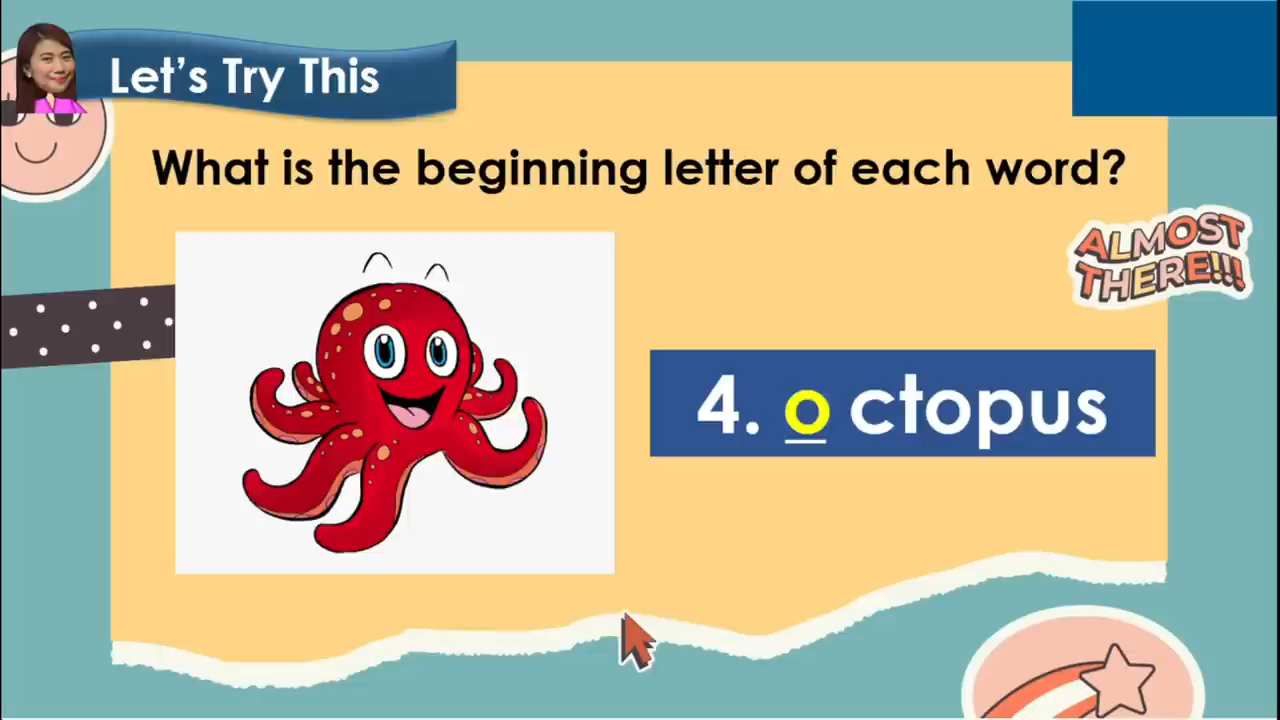 Let's Try This
What is the beginning letter of each word?
ALMOST
THERE!!!
4. o ctopus